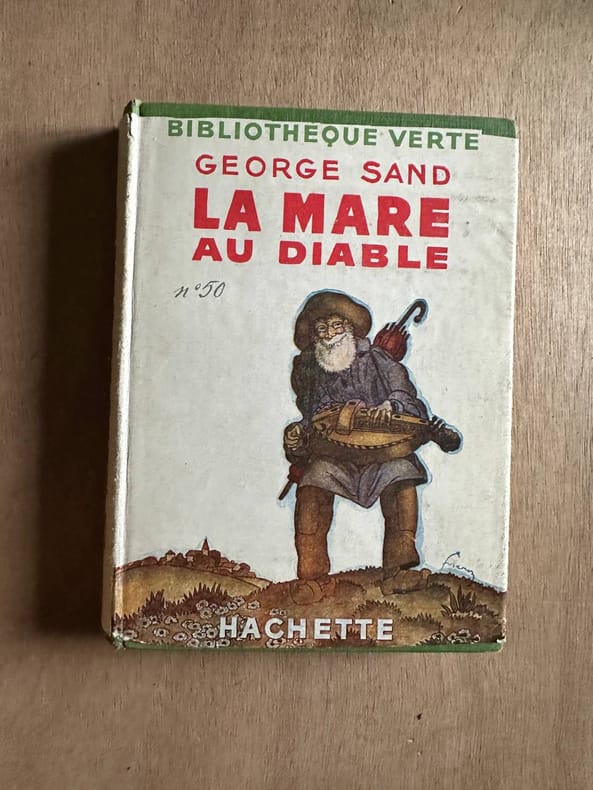 BIBLIOTHEQUE VERTE
GEORGE SAND
LA MARE
AU DIABLE
n° 50
HACHETTE